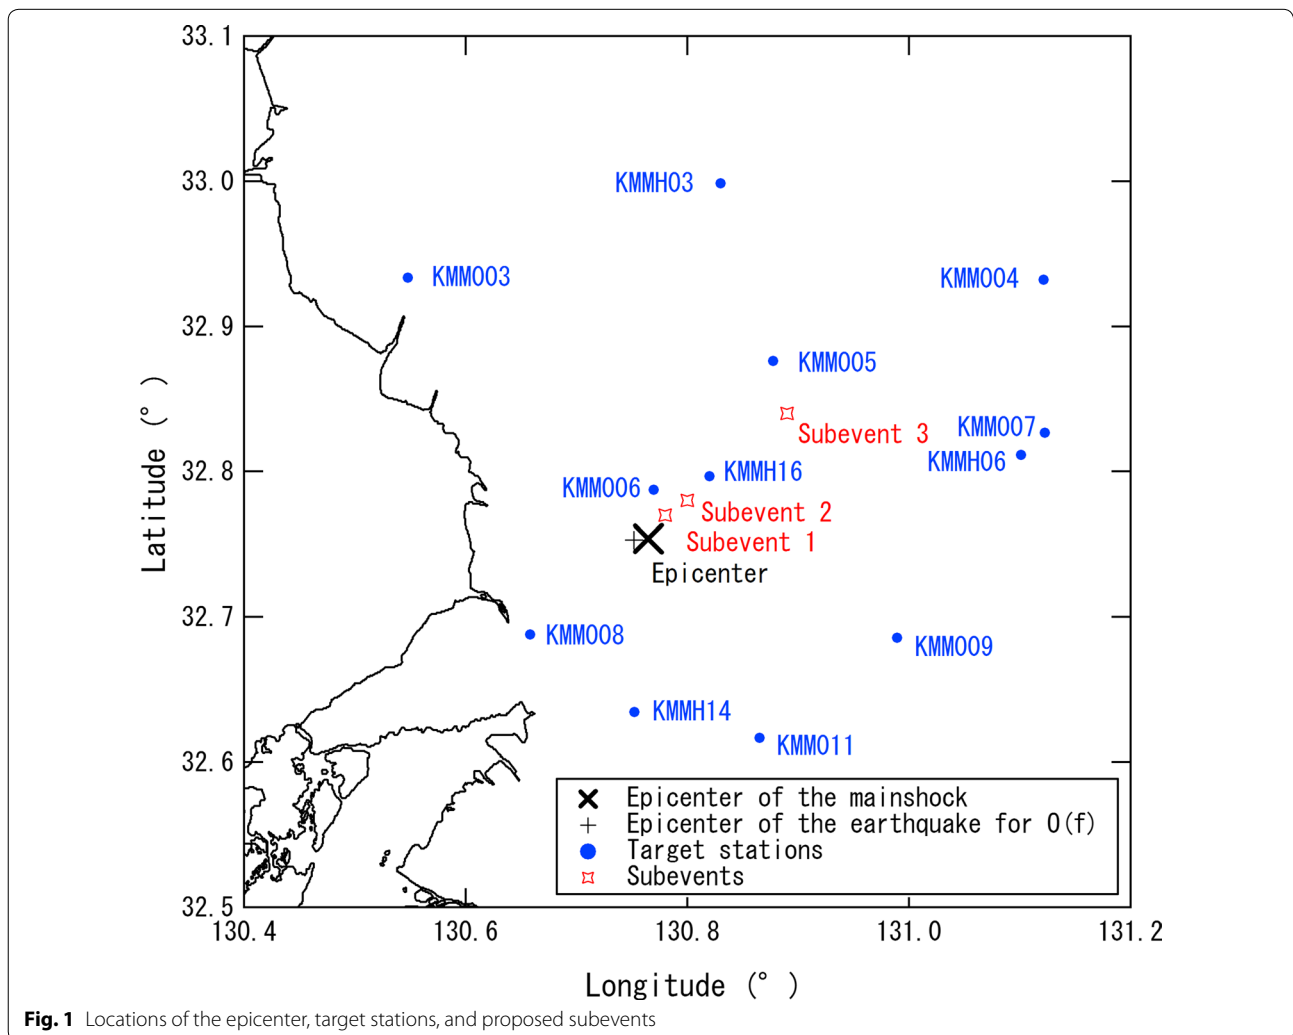 33.1
33.0
32.9
32.8
32.7
32.6
32.5
130.4
130.6
130.8
131.0
131.2
Latitude (°)
Longitude (°)
KMMH03
KMM003
KMM004
KMM005
Subevent 3
KMM007
KMMH06
KMMH16
KMM006
Subevent 2
Subevent 1
Epicenter
KMM008
KMM009
KMMH14
KMM011
Epicenter of the mainshock
Epicenter of the earthquake for O(f)
Target stations
Subevents
Fig. 1 Locations of the epicenter, target stations, and proposed subevents